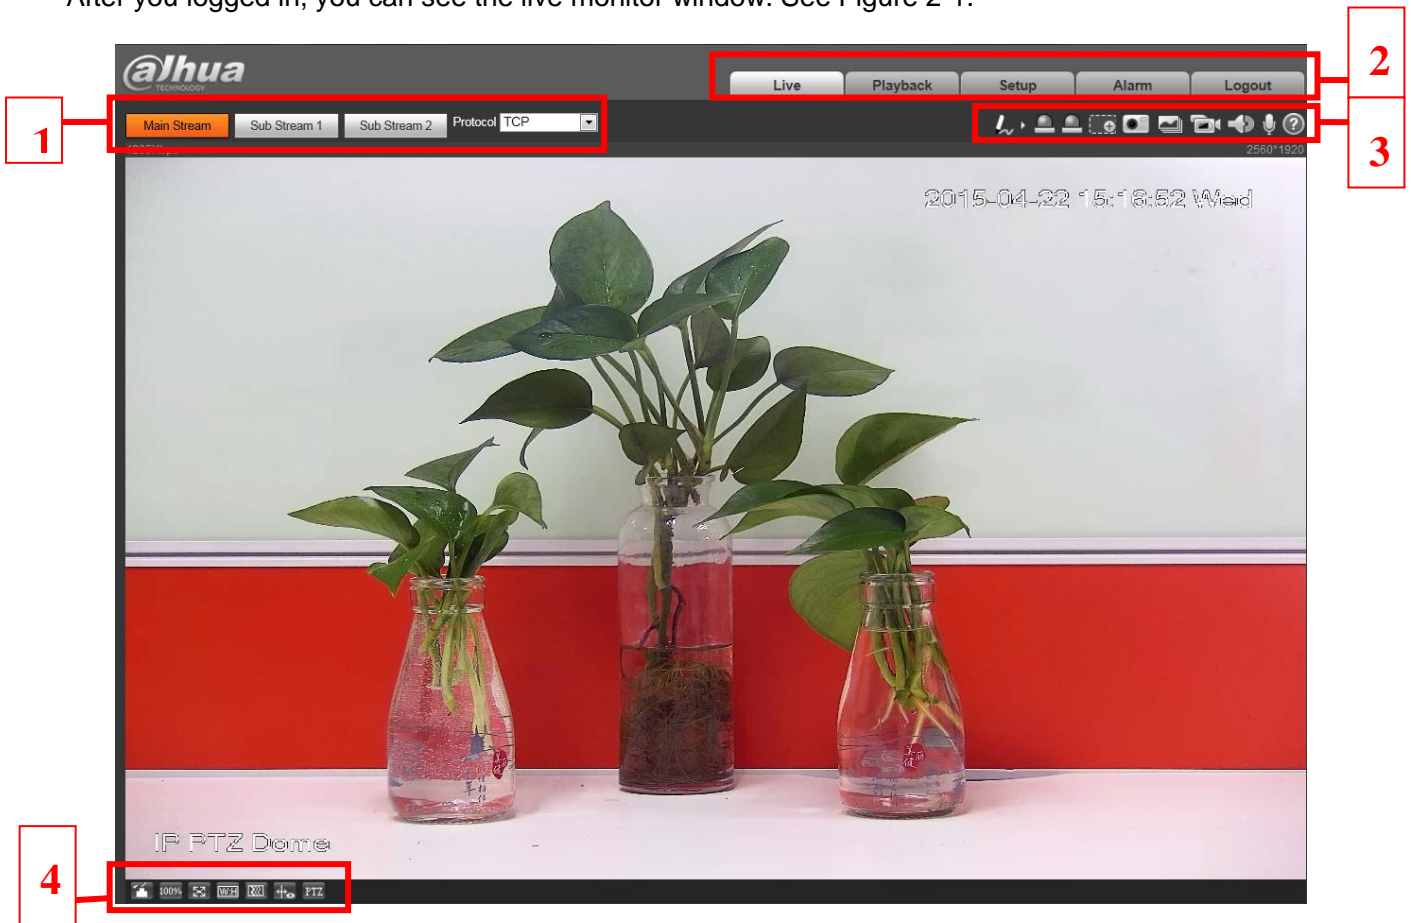 After you logged in, you can see the live monitor window. See Figure 2-1.
alhua
TECHNOLOGY
2
Live Playback Setup Alarm Logout
1
Main Stream Sub Stream 1 Sub Stream 2 Protocol TCP
3
2560*1920
2015-04-22 15:16:52 Wed
IP PTZ Dome
4
100% W:H PTZ